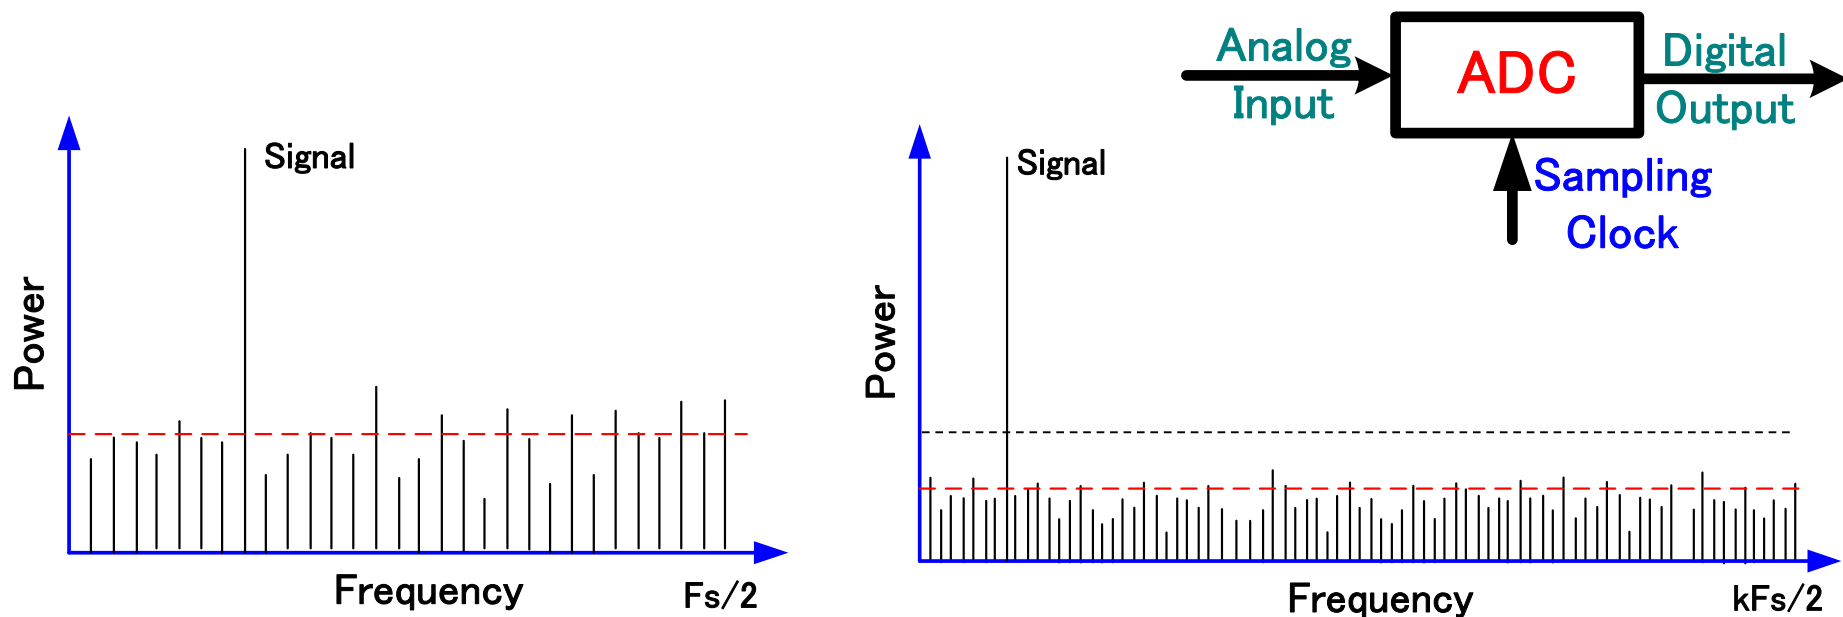 Signal
Power
Frequency
Fs/2
Signal
Power
Frequency
kFs/2
Analog
Input
ADC
Digital
Output
Sampling
Clock